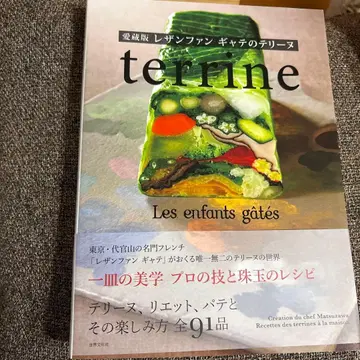 愛蔵版 レザンファン ギャテのテリーヌ
terrine
Les enfants gâtés
東京・代官山の名門フレンチ
「レザンファン ギャテ」がおくる唯一無二のテリーヌの世界
一皿の美学 プロの技と珠玉のレシピ
テリーヌ、リエット、パテと
その楽しみ方 全91品
Création du chef
Recettes des terrines à la maison
世界文化社